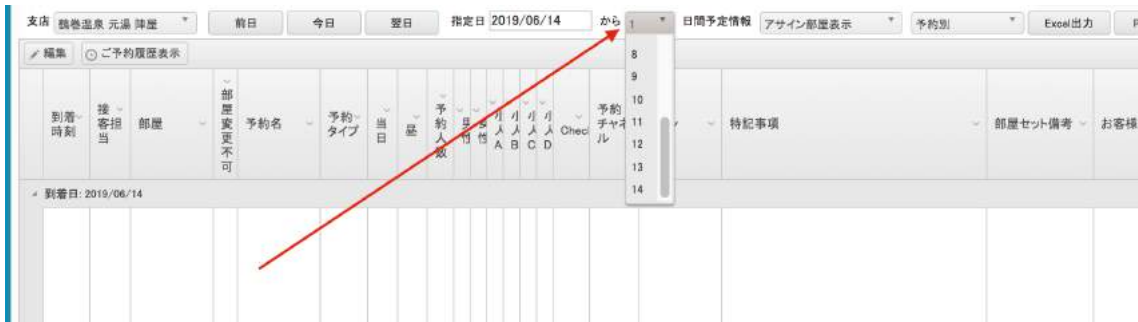 支店 鶴巻温泉 元湯 陣屋 前日 今日 翌日 指定日 2019/06/14 から 1 日間予定情報 アサイン部屋表示 予約別 Excel出力
編集 ご予約履歴表示
到着時刻 接客担当 部屋 部屋変更不可 予約名 予約タイプ 当日 昼 予約人数 男性 女性 小人A 小人B 小人C 小人D Chec 予約チャネル 特記事項 部屋セット備考 お客様
8
9
10
11
12
13
14
到着日: 2019/06/14